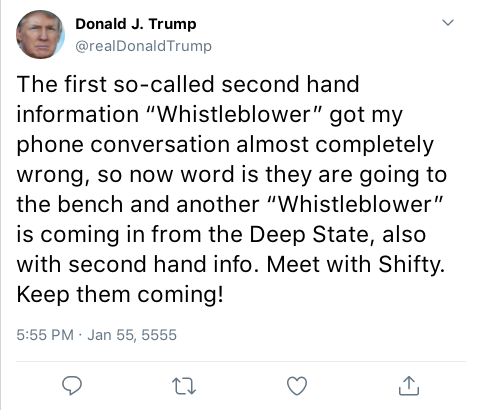 Donald J. Trump
@realDonaldTrump
The first so-called second hand
information “Whistleblower” got my
phone conversation almost completely
wrong, so now word is they are going to
the bench and another “Whistleblower”
is coming in from the Deep State, also
with second hand info. Meet with Shifty.
Keep them coming!
5:55 PM · Jan 55, 5555